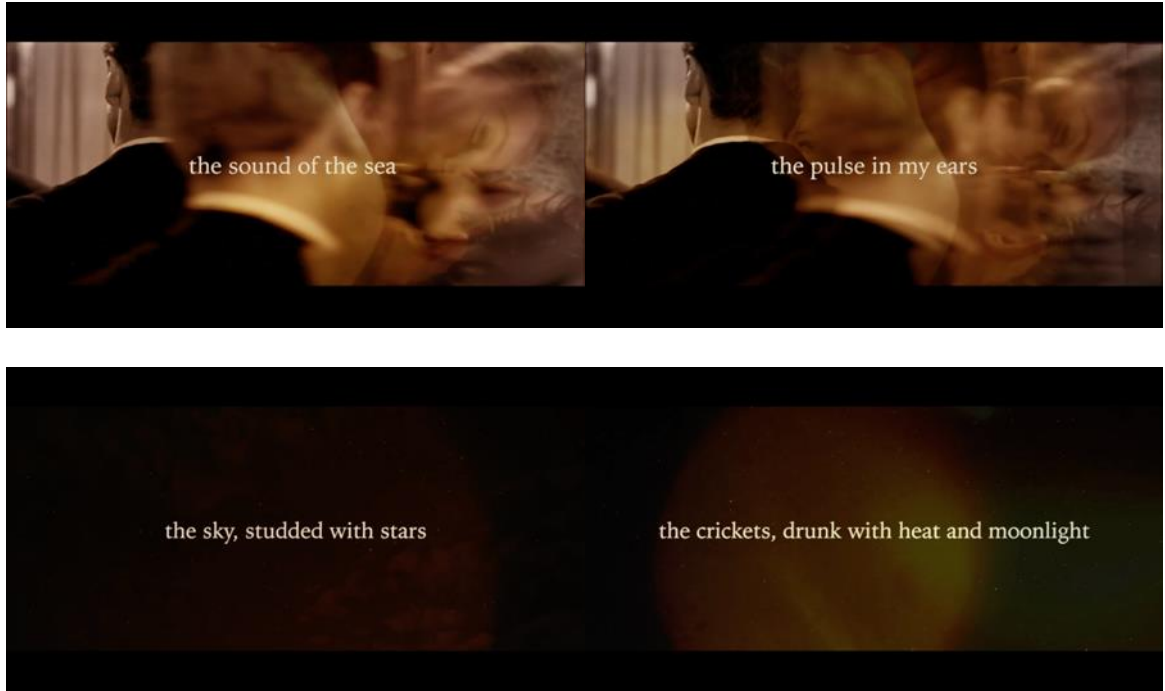 the sound of the sea
the pulse in my ears
the sky, studded with stars
the crickets, drunk with heat and moonlight